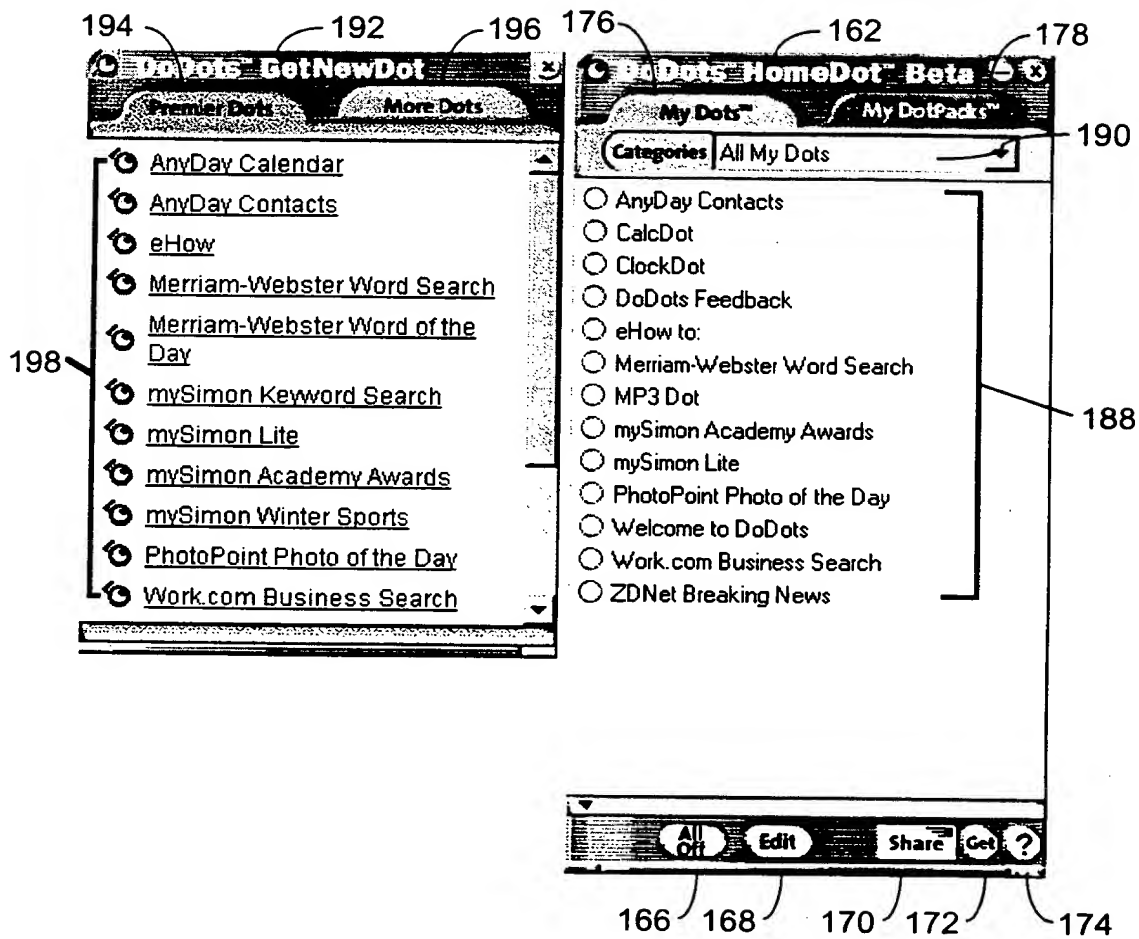 194 192 196
DoDots™ GetNewDot
Premier Dots More Dots
AnyDay Calendar
AnyDay Contacts
eHow
Merriam-Webster Word Search
Merriam-Webster Word of the
Day
mySimon Keyword Search
mySimon Lite
mySimon Academy Awards
mySimon Winter Sports
PhotoPoint Photo of the Day
Work.com Business Search
198
176 162 178
DoDots™ HomeDot™ Beta
My Dots™ My DotPacks™
190
Categories All My Dots
AnyDay Contacts
CalcDot
ClockDot
DoDots Feedback
eHow to:
Merriam-Webster Word Search
MP3 Dot
mySimon Academy Awards
mySimon Lite
PhotoPoint Photo of the Day
Welcome to DoDots
Work.com Business Search
ZDNet Breaking News
188
All Off Edit Share Get ?
166 168 170 172 174